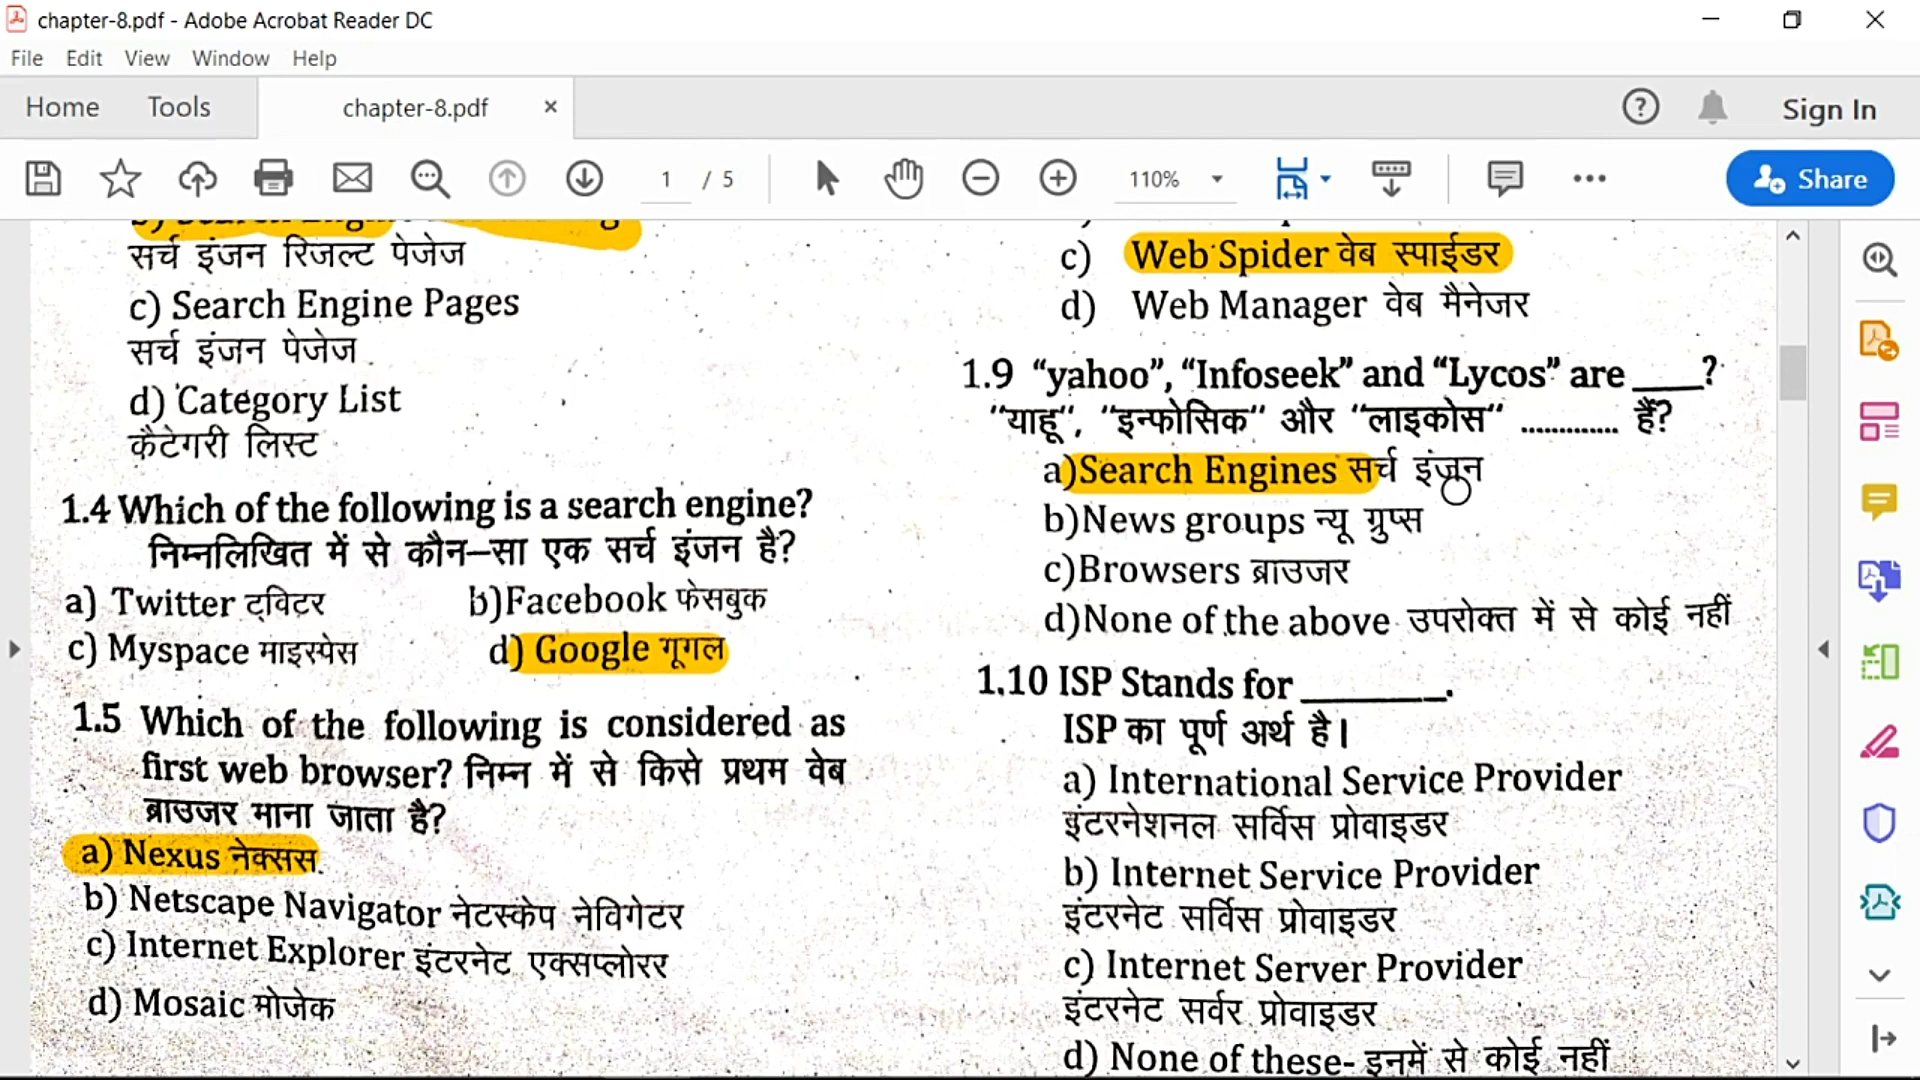 chapter-8.pdf - Adobe Acrobat Reader DC
File Edit View Window Help
Home Tools chapter-8.pdf Sign In
1 / 5 110% Share
सर्च इंजन रिजल्ट पेजेज
c) Search Engine Pages
सर्च इंजन पेजेज
d) Category List
कैटेगरी लिस्ट
1.4 Which of the following is a search engine?
निम्नलिखित में से कौन–सा एक सर्च इंजन है?
a) Twitter ट्विटर b)Facebook फेसबुक
c) Myspace माइस्पेस d) Google गूगल
1.5 Which of the following is considered as
first web browser? निम्न में से किसे प्रथम वेब
ब्राउजर माना जाता है?
a) Nexus नेक्सस
b) Netscape Navigator नेटस्केप नेविगेटर
c) Internet Explorer इंटरनेट एक्सप्लोरर
d) Mosaic मोजेक
c) Web Spider वेब स्पाईडर
d) Web Manager वेब मैनेजर
1.9 “yahoo”, “Infoseek” and “Lycos” are ____?
“याहू”, “इन्फोसिक” और “लाइकोस” ............. हैं?
a)Search Engines सर्च इंजन
b)News groups न्यू ग्रुप्स
c)Browsers ब्राउजर
d)None of the above उपरोक्त में से कोई नहीं
1.10 ISP Stands for ________.
ISP का पूर्ण अर्थ है।
a) International Service Provider
इंटरनेशनल सर्विस प्रोवाइडर
b) Internet Service Provider
इंटरनेट सर्विस प्रोवाइडर
c) Internet Server Provider
इंटरनेट सर्वर प्रोवाइडर
d) None of these- इनमें से कोई नहीं